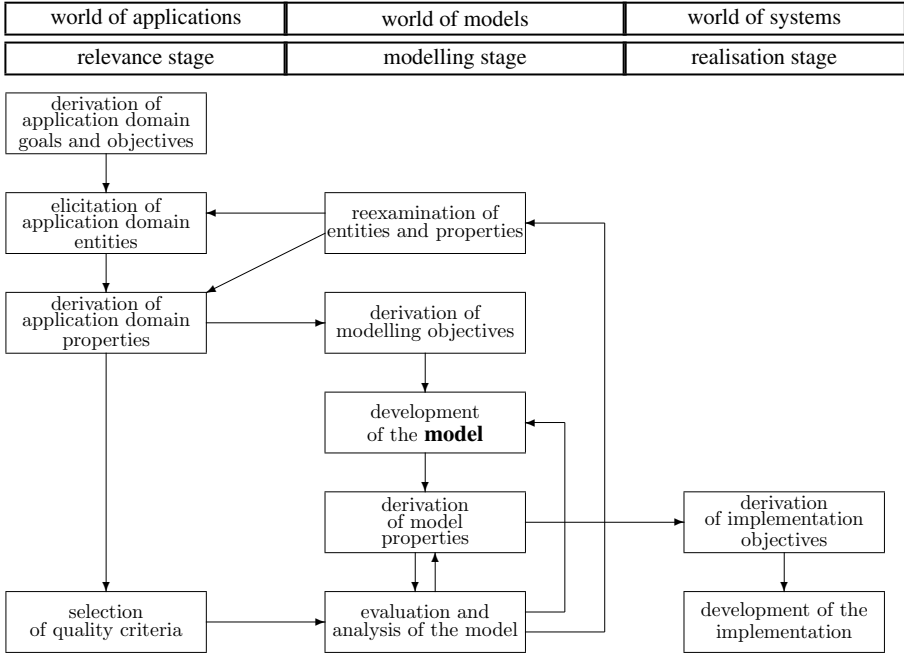 world of applications
world of models
world of systems
relevance stage
modelling stage
realisation stage
derivation of
application domain
goals and objectives
elicitation of
application domain
entities
reexamination of
entities and properties
derivation of
application domain
properties
derivation of
modelling objectives
development
of the model
derivation
of model
properties
derivation
of implementation
objectives
selection
of quality criteria
evaluation and
analysis of the model
development of the
implementation